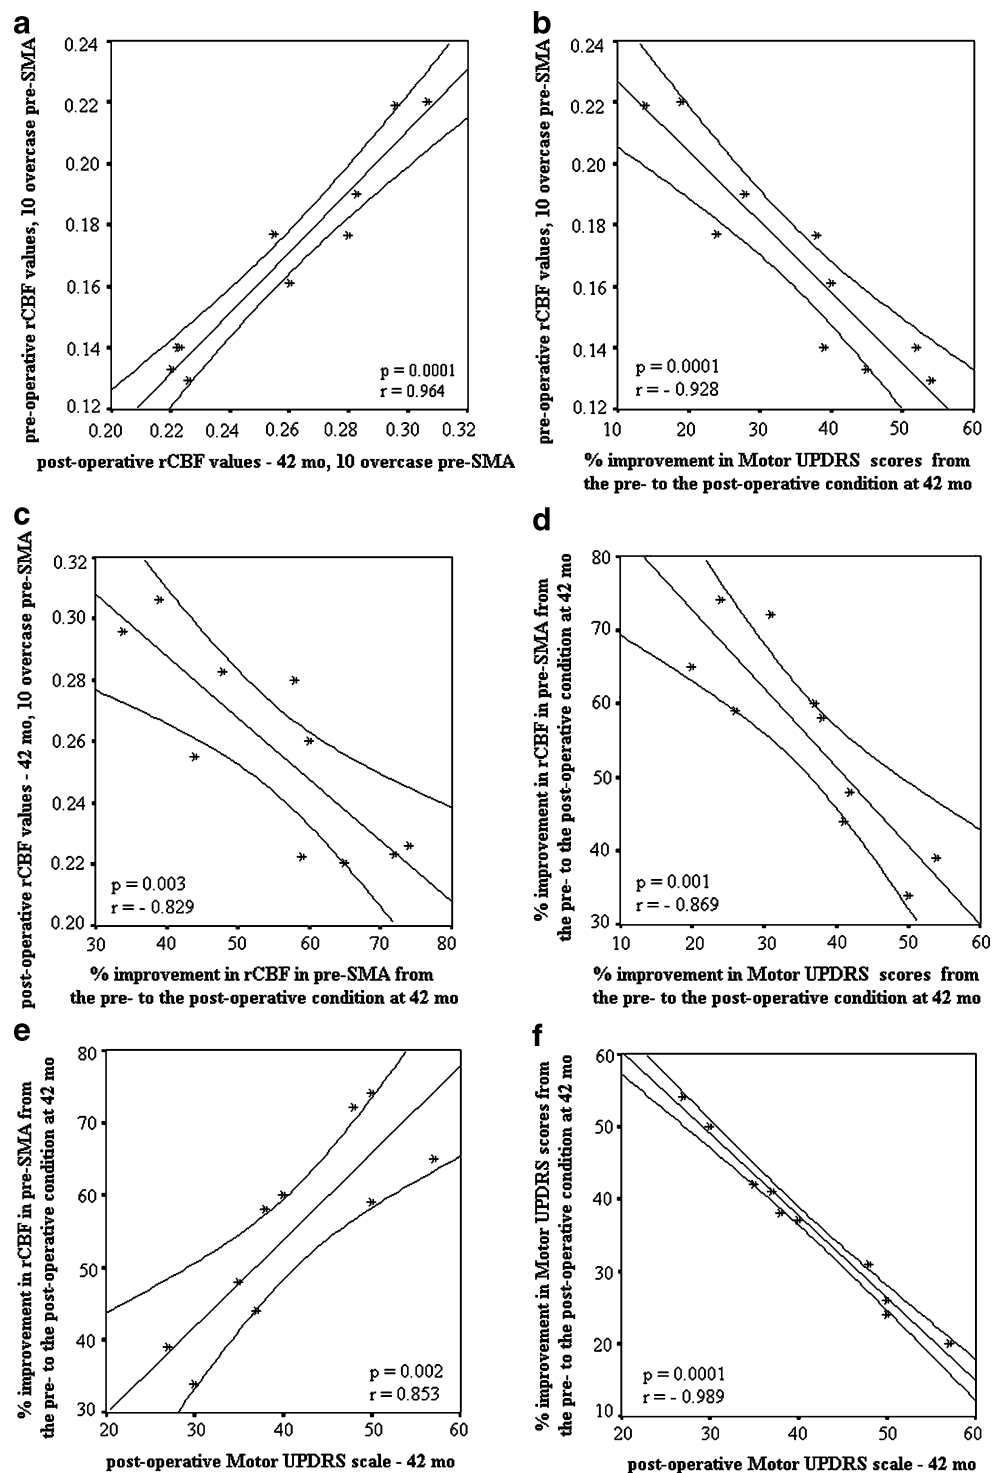 a
pre-operative rCBF values, 10 overcase pre-SMA
0.24
0.22
0.20
0.18
0.16
0.14
0.12
0.20 0.22 0.24 0.26 0.28 0.30 0.32
p = 0.0001
r = 0.964
post-operative rCBF values - 42 mo, 10 overcase pre-SMA
b
pre-operative rCBF values, 10 overcase pre-SMA
0.24
0.22
0.20
0.18
0.16
0.14
0.12
10 20 30 40 50 60
p = 0.0001
r = - 0.928
% improvement in Motor UPDRS scores from
the pre- to the post-operative condition at 42 mo
c
post-operative rCBF values - 42 mo, 10 overcase pre-SMA
0.32
0.30
0.28
0.26
0.24
0.22
0.20
30 40 50 60 70 80
p = 0.003
r = - 0.829
% improvement in rCBF in pre-SMA from
the pre- to the post-operative condition at 42 mo
d
% improvement in rCBF in pre-SMA from
the pre- to the post-operative condition at 42 mo
80
70
60
50
40
30
10 20 30 40 50 60
p = 0.001
r = - 0.869
% improvement in Motor UPDRS scores from
the pre- to the post-operative condition at 42 mo
e
% improvement in rCBF in pre-SMA from
the pre- to the post-operative condition at 42 mo
80
70
60
50
40
30
20 30 40 50 60
p = 0.002
r = 0.853
post-operative Motor UPDRS scale - 42 mo
f
% improvement in Motor UPDRS scores from
the pre- to the post-operative condition at 42 mo
60
50
40
30
20
10
20 30 40 50 60
p = 0.0001
r = - 0.989
post-operative Motor UPDRS scale - 42 mo